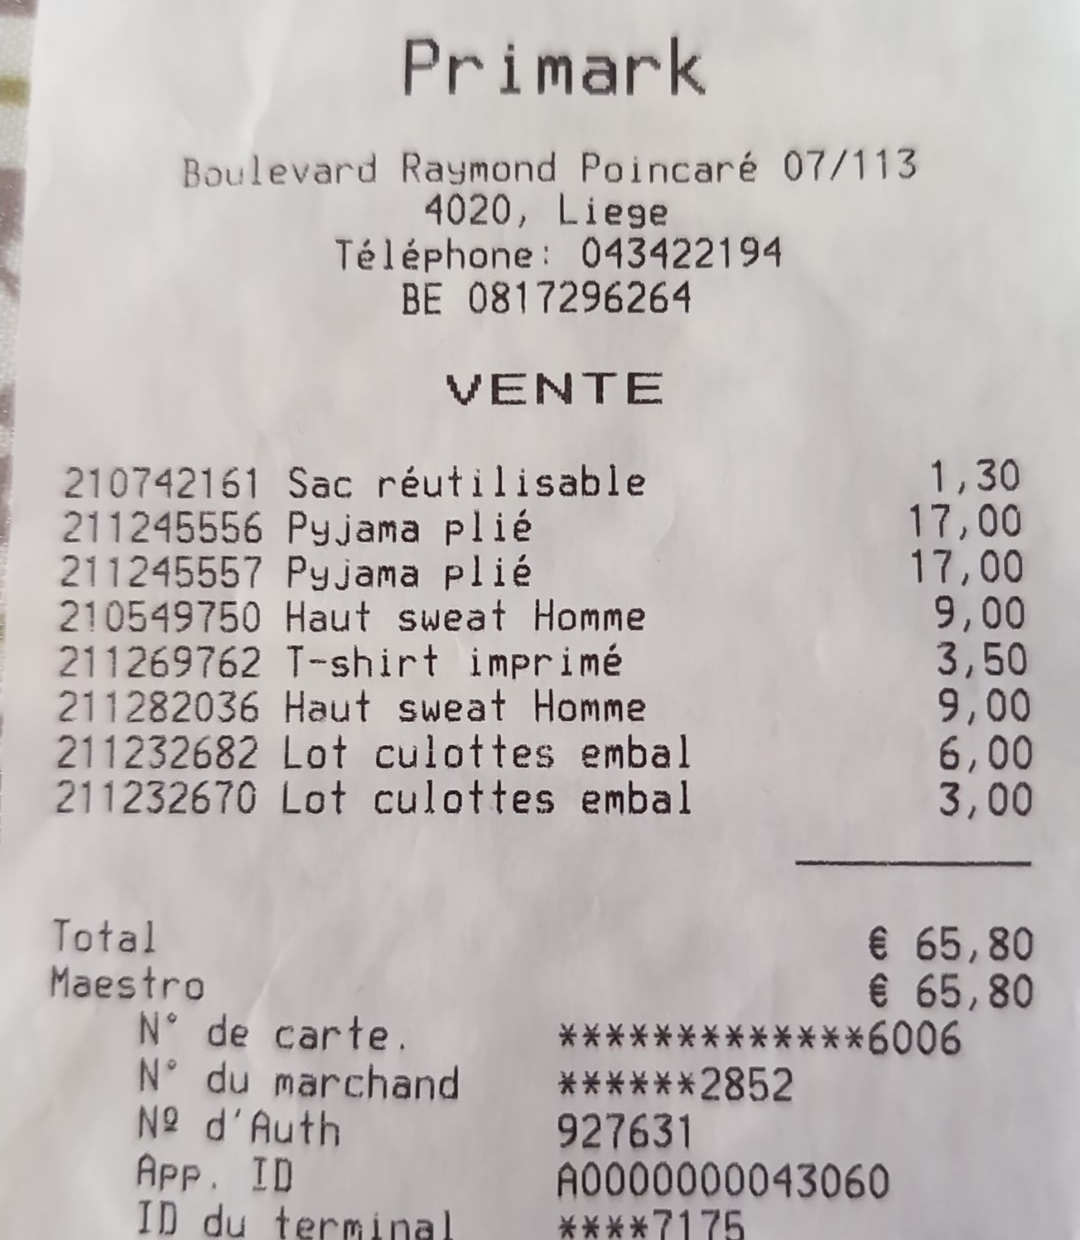 Primark
Boulevard Raymond Poincaré 07/113
4020, Liege
Téléphone: 043422194
BE 0817296264
VENTE
210742161 Sac réutilisable 1,30
211245556 Pyjama plié 17,00
211245557 Pyjama plié 17,00
210549750 Haut sweat Homme 9,00
211269762 T-shirt imprimé 3,50
211282036 Haut sweat Homme 9,00
211232682 Lot culottes embal 6,00
211232670 Lot culottes embal 3,00
Total € 65,80
Maestro € 65,80
N° de carte. *************6006
N° du marchand ******2852
Nº d'Auth 927631
App. ID A0000000043060
ID du terminal ****7175